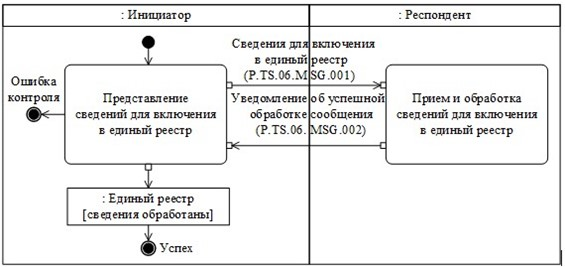 : Инициатор
: Респондент
Сведения для включения
в единый реестр
(P.TS.06.MSG.001)
Ошибка
контроля
Представление
сведений для включения
в единый реестр
Уведомление об успешной
обработке сообщения
(P.TS.06. MSG.002)
Прием и обработка
сведений для включения
в единый реестр
: Единый реестр
[сведения обработаны]
Успех